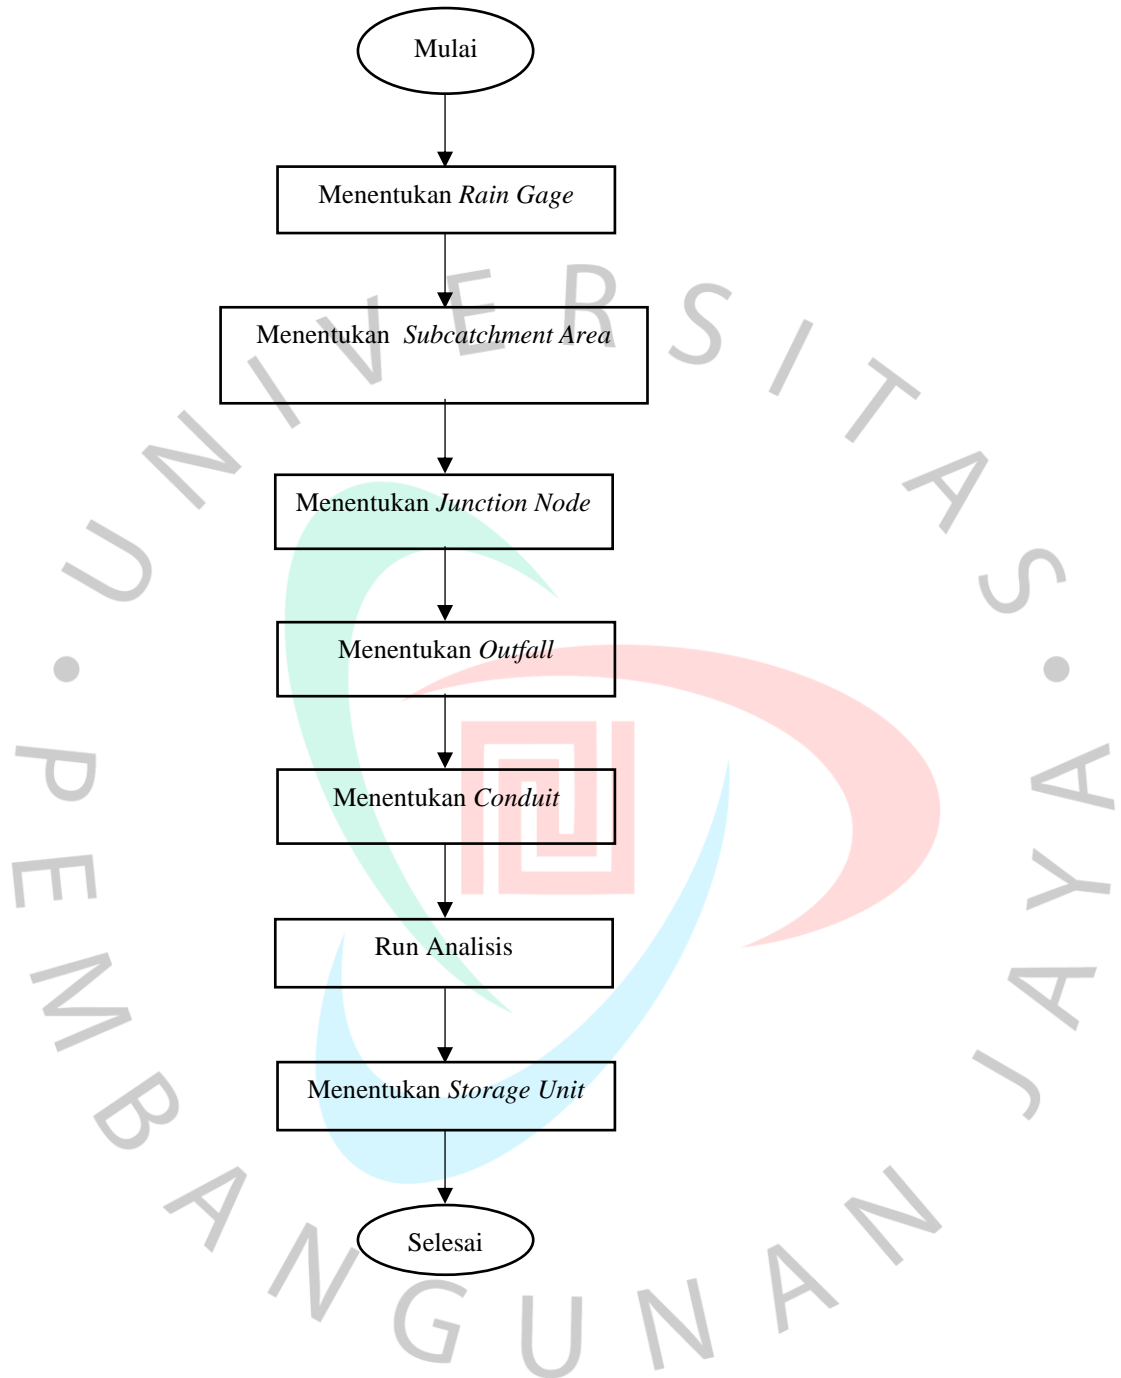 Mulai
Menentukan Rain Gage
Menentukan Subcatchment Area
Menentukan Junction Node
Menentukan Outfall
Menentukan Conduit
Run Analisis
Menentukan Storage Unit
Selesai
UNIVERSITAS
• PEMBANGUNAN JAYA •